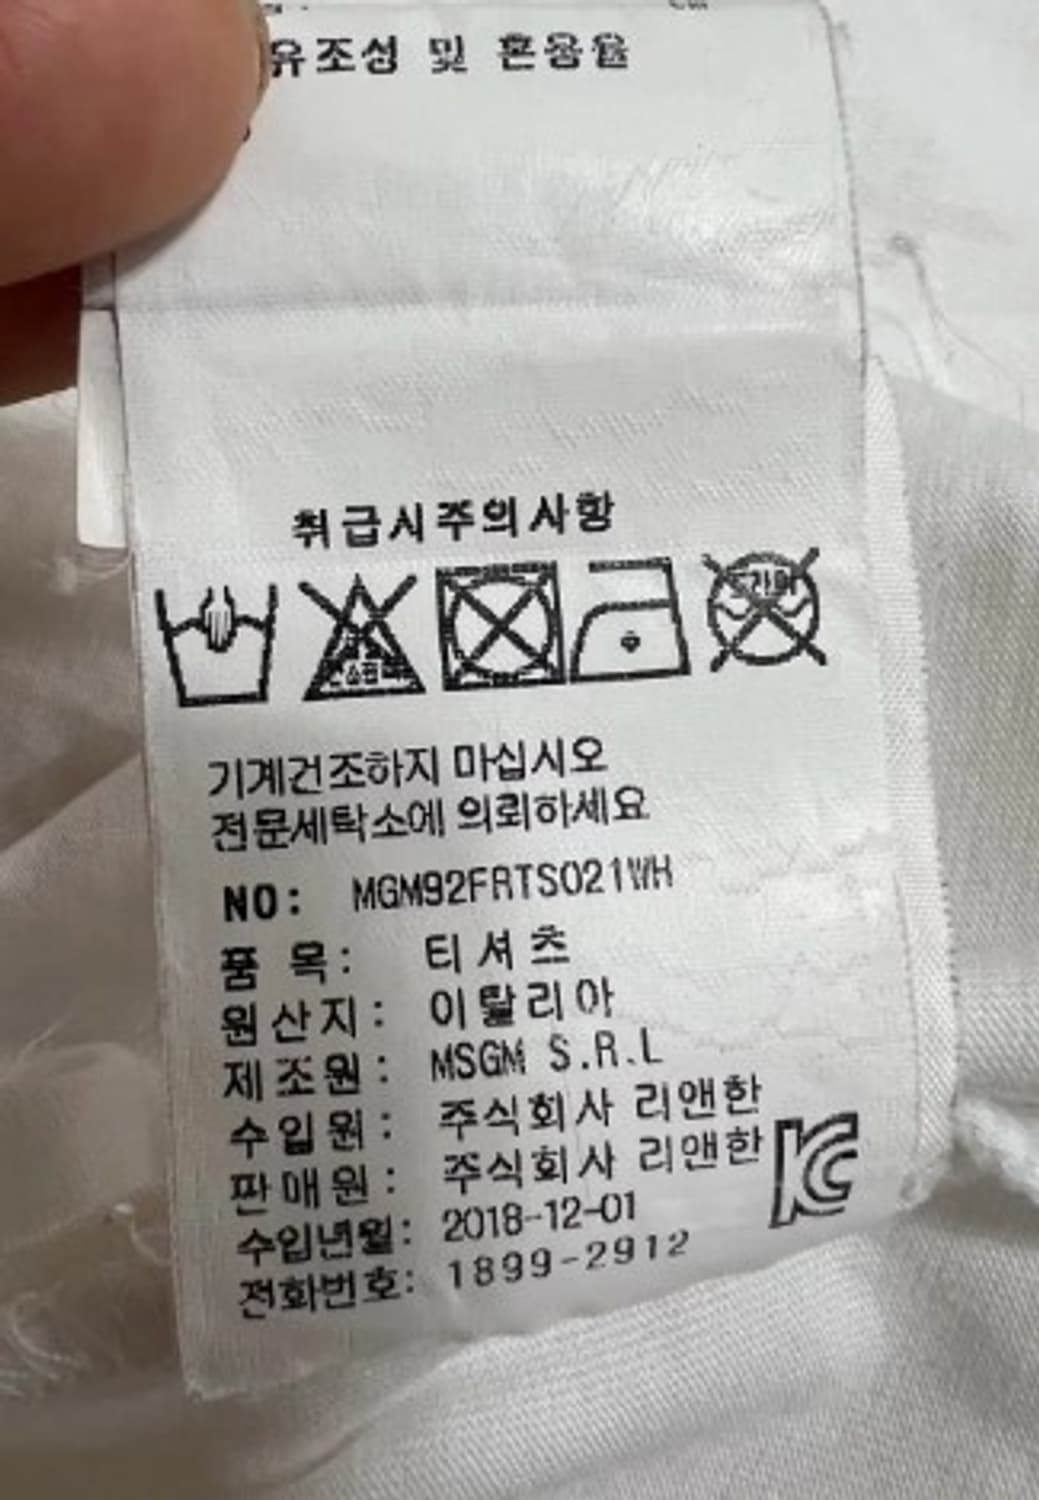 유조성 및 혼용율
취급시주의사항
드라이
기계건조하지 마십시오
전문세탁소에 의뢰하세요
NO: MGM92FRTS021WH
품 목: 티셔츠
원산지: 이탈리아
제조원: MSGM S.R.L
수입원: 주식회사 리앤한
판매원: 주식회사 리앤한
수입년월: 2018-12-01
전화번호: 1899-2912